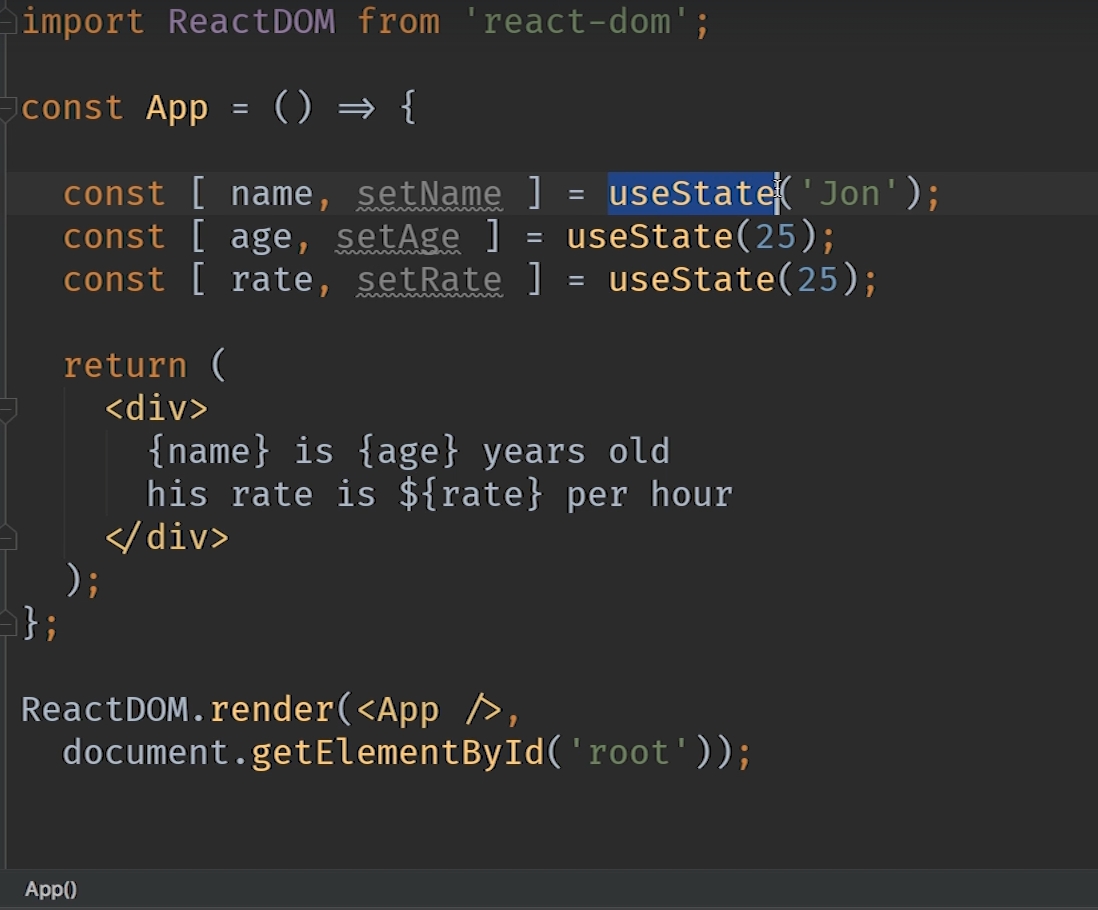 import ReactDOM from 'react-dom';
const App = () => {
const [ name, setName ] = useState('Jon');
const [ age, setAge ] = useState(25);
const [ rate, setRate ] = useState(25);
return (
<div>
{name} is {age} years old
his rate is ${rate} per hour
</div>
);
};
ReactDOM.render(<App />,
document.getElementById('root'));
App()